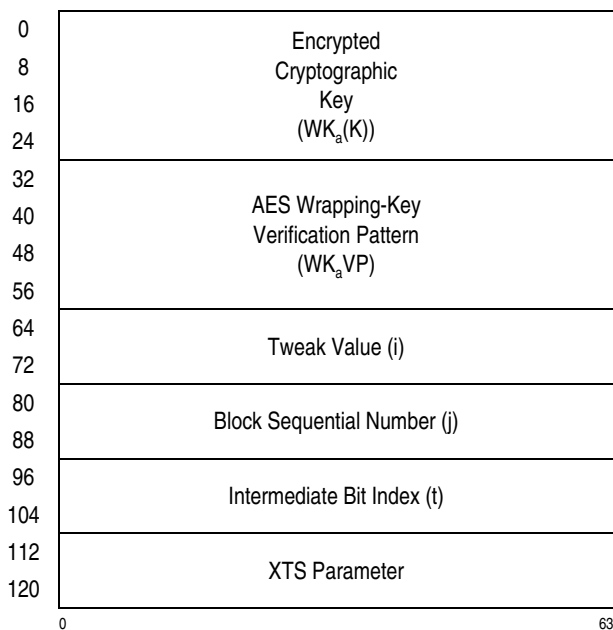 0
8
16
24
Encrypted
Cryptographic
Key
(WKa(K))
32
40
48
56
AES Wrapping-Key
Verification Pattern
(WKaVP)
64
72
Tweak Value (i)
80
88
Block Sequential Number (j)
96
104
Intermediate Bit Index (t)
112
120
XTS Parameter
0 63